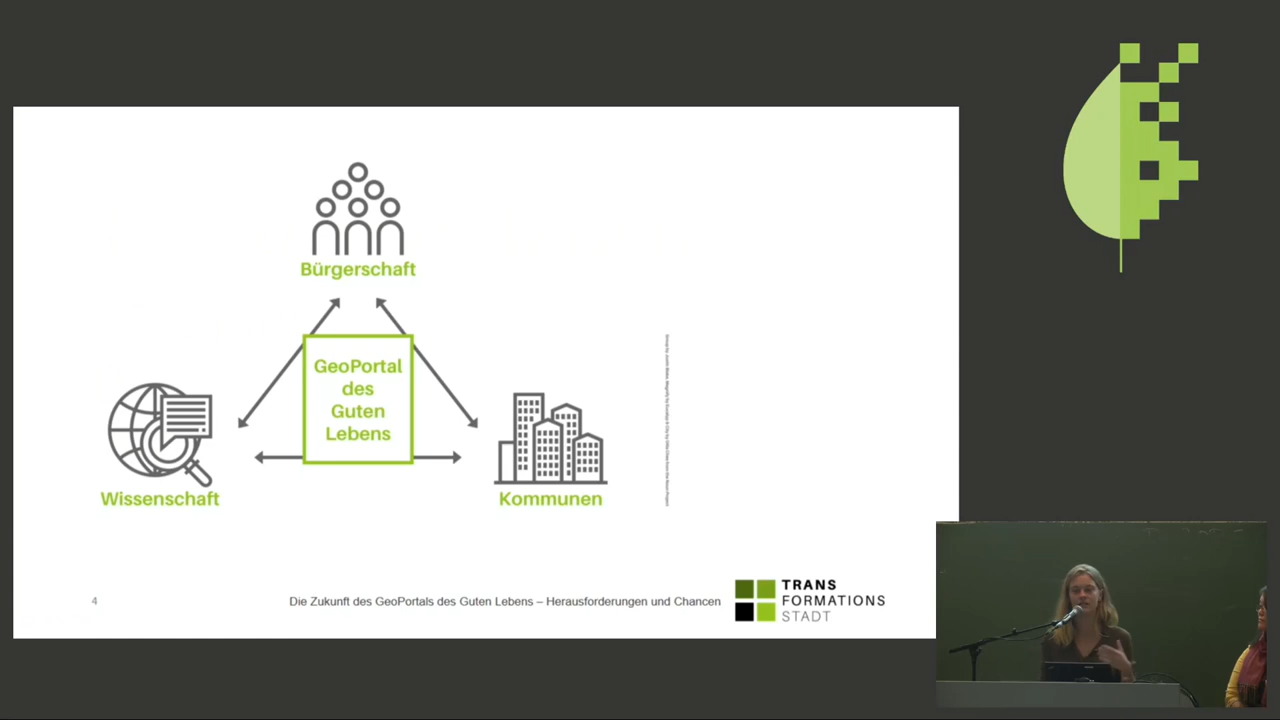 Bürgerschaft
GeoPortal
des
Guten
Lebens
Wissenschaft
Kommunen
4
Die Zukunft des GeoPortals des Guten Lebens – Herausforderungen und Chancen
TRANS
FORMATIONS
STADT